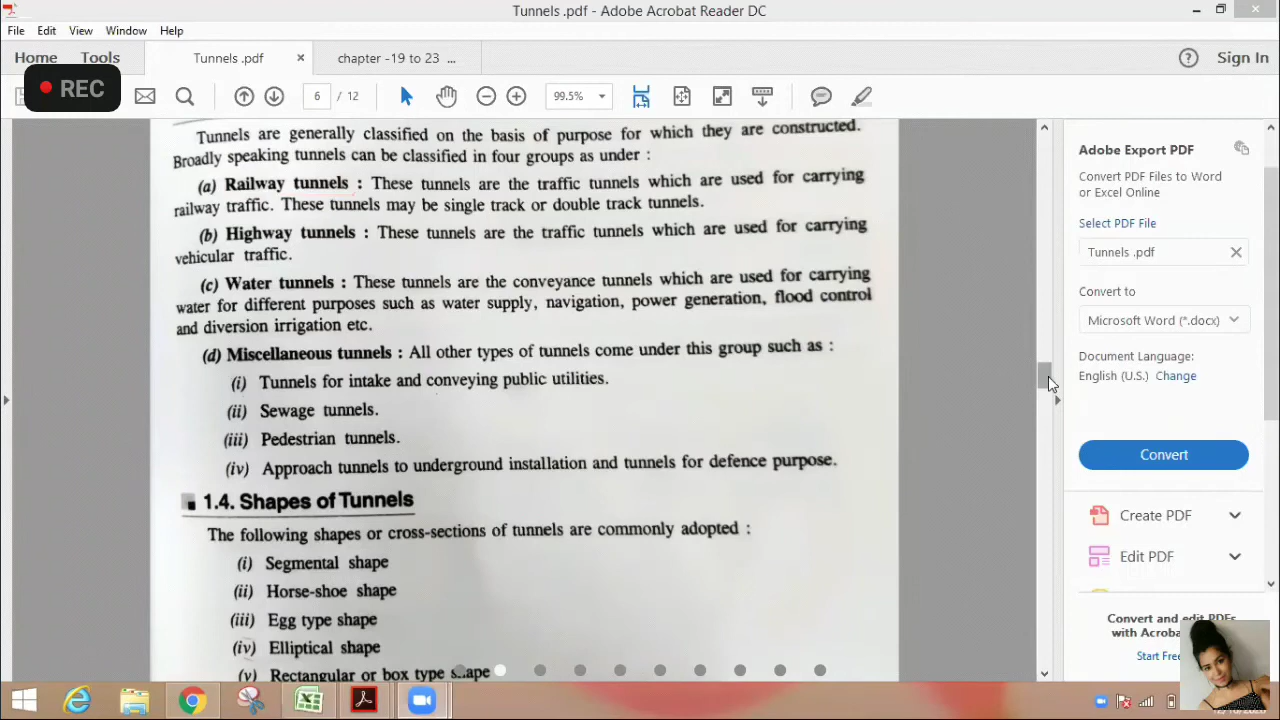 Tunnels .pdf - Adobe Acrobat Reader DC
File Edit View Window Help
Home Tools Tunnels .pdf × chapter -19 to 23 ... Sign In
REC 6 / 12 99.5%
Tunnels are generally classified on the basis of purpose for which they are constructed.
Broadly speaking tunnels can be classified in four groups as under :
(a) Railway tunnels : These tunnels are the traffic tunnels which are used for carrying
railway traffic. These tunnels may be single track or double track tunnels.
(b) Highway tunnels : These tunnels are the traffic tunnels which are used for carrying
vehicular traffic.
(c) Water tunnels : These tunnels are the conveyance tunnels which are used for carrying
water for different purposes such as water supply, navigation, power generation, flood control
and diversion irrigation etc.
(d) Miscellaneous tunnels : All other types of tunnels come under this group such as :
(i) Tunnels for intake and conveying public utilities.
(ii) Sewage tunnels.
(iii) Pedestrian tunnels.
(iv) Approach tunnels to underground installation and tunnels for defence purpose.
1.4. Shapes of Tunnels
The following shapes or cross-sections of tunnels are commonly adopted :
(i) Segmental shape
(ii) Horse-shoe shape
(iii) Egg type shape
(iv) Elliptical shape
(v) Rectangular or box type shape
Adobe Export PDF
Convert PDF Files to Word
or Excel Online
Select PDF File
Tunnels .pdf
Convert to
Microsoft Word (*.docx)
Document Language:
English (U.S.) Change
Convert
Create PDF
Edit PDF
Convert and edit PDFs
with Acrobat
Start Free